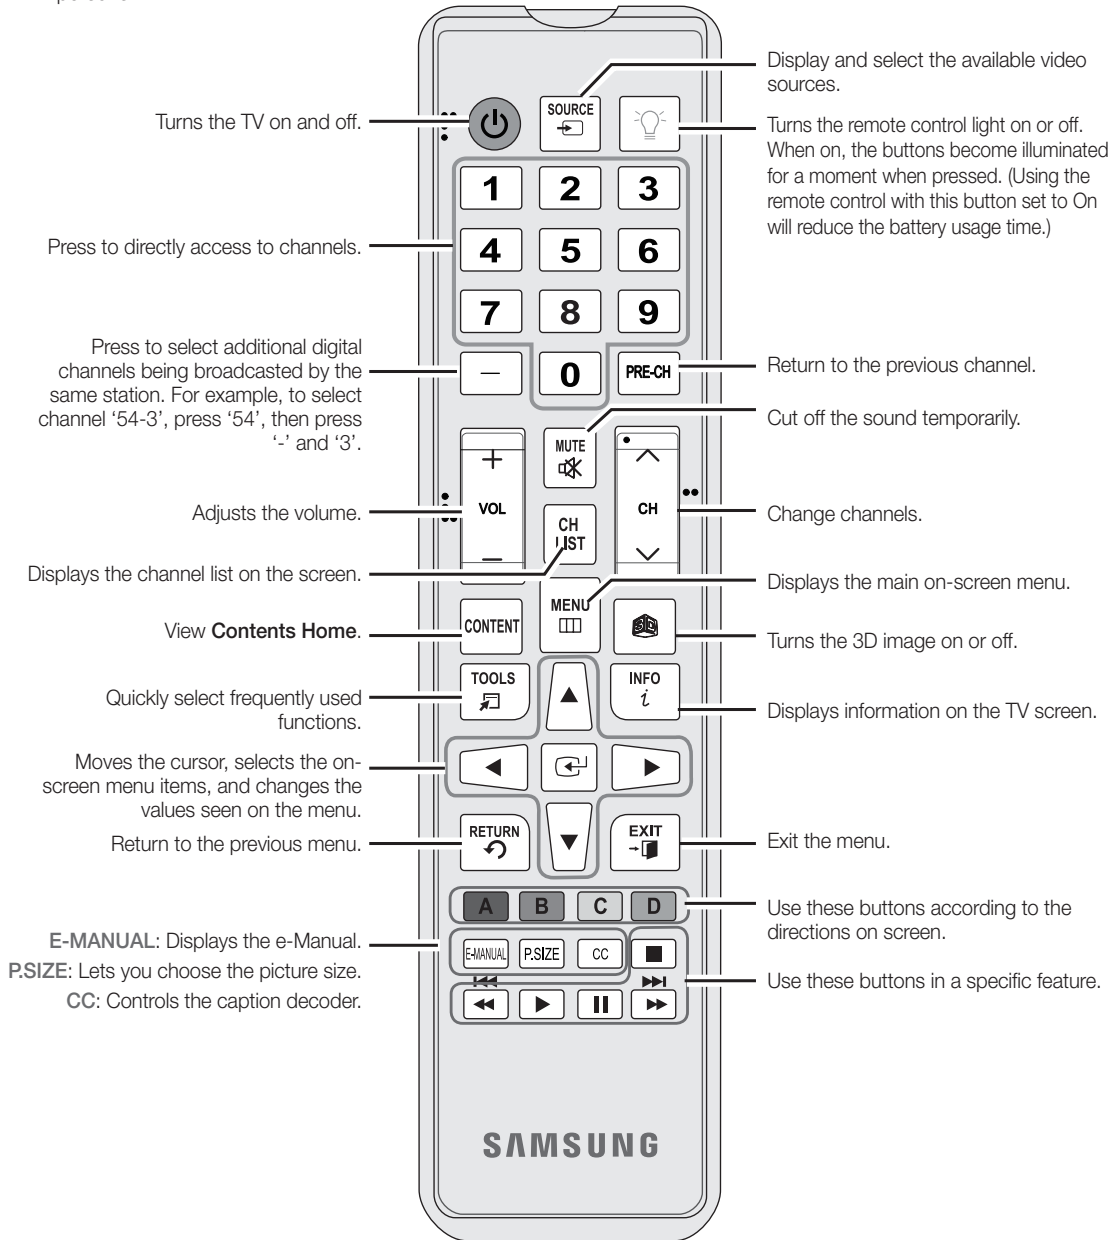 Display and select the available video
sources.
Turns the TV on and off.
SOURCE
Turns the remote control light on or off.
When on, the buttons become illuminated
for a moment when pressed. (Using the
remote control with this button set to On
will reduce the battery usage time.)
1 2 3
Press to directly access to channels.
4 5 6
7 8 9
Press to select additional digital
channels being broadcasted by the
same station. For example, to select
channel ‘54-3’, press ‘54’, then press
‘-’ and ‘3’.
— 0 PRE-CH
Return to the previous channel.
Cut off the sound temporarily.
+ MUTE
Adjusts the volume.
VOL CH
Change channels.
CH
LIST
–
Displays the channel list on the screen.
Displays the main on-screen menu.
MENU
View Contents Home.
CONTENT 3D
Turns the 3D image on or off.
TOOLS INFO
i
Quickly select frequently used
functions.
Displays information on the TV screen.
Moves the cursor, selects the on-
screen menu items, and changes the
values seen on the menu.
Return to the previous menu.
RETURN EXIT
Exit the menu.
A B C D
Use these buttons according to the
directions on screen.
E-MANUAL: Displays the e-Manual.
P.SIZE: Lets you choose the picture size.
CC: Controls the caption decoder.
E-MANUAL P.SIZE CC
Use these buttons in a specific feature.
SAMSUNG